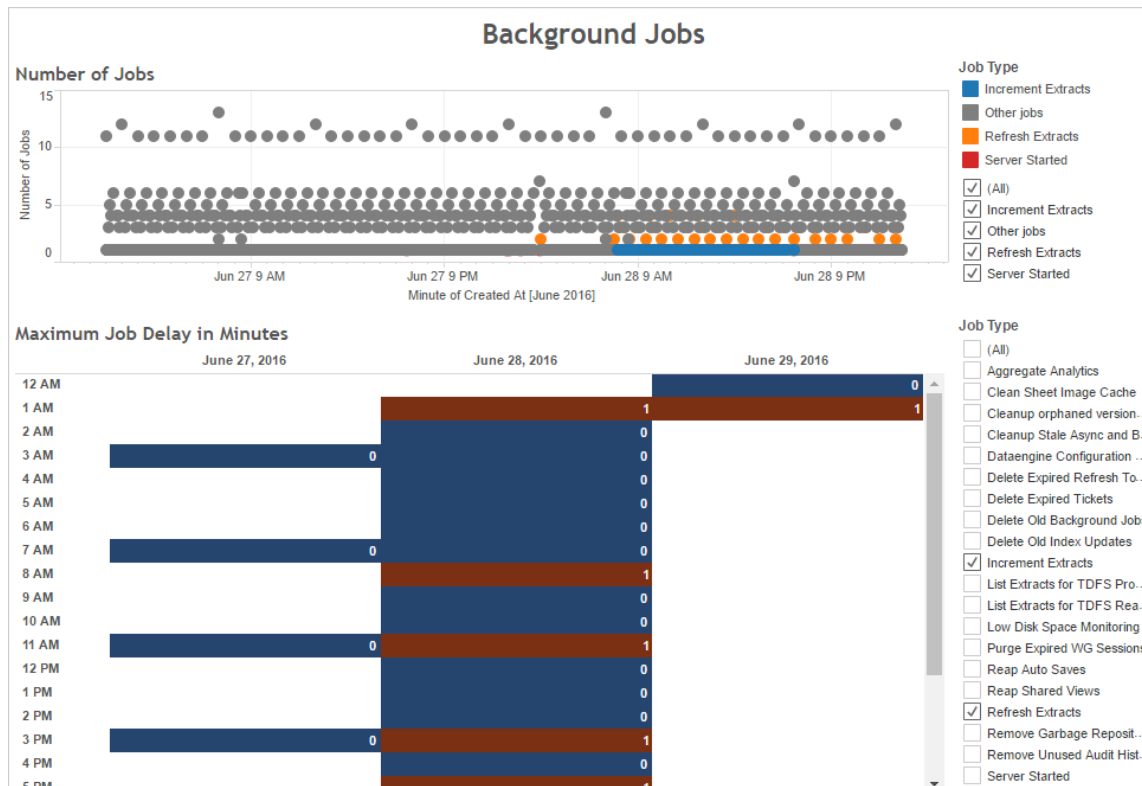 Background Jobs
Number of Jobs
15
10
5
0
Number of Jobs
Jun 27 9 AM
Jun 27 9 PM
Jun 28 9 AM
Jun 28 9 PM
Minute of Created At [June 2016]
Job Type
Increment Extracts
Other jobs
Refresh Extracts
Server Started
(All)
Increment Extracts
Other jobs
Refresh Extracts
Server Started
Maximum Job Delay in Minutes
June 27, 2016 June 28, 2016 June 29, 2016
12 AM 0
1 AM 1 1
2 AM 0
3 AM 0 0
4 AM 0
5 AM 0
6 AM 0
7 AM 0 0
8 AM 1
9 AM 0
10 AM 0
11 AM 0 1
12 PM 0
1 PM 0
2 PM 0
3 PM 0 1
4 PM 0
5 PM 1
Job Type
(All)
Aggregate Analytics
Clean Sheet Image Cache
Cleanup orphaned version..
Cleanup Stale Async and B..
Dataengine Configuration ..
Delete Expired Refresh To..
Delete Expired Tickets
Delete Old Background Jobs
Delete Old Index Updates
Increment Extracts
List Extracts for TDFS Pro..
List Extracts for TDFS Rea..
Low Disk Space Monitoring
Purge Expired WG Sessions
Reap Auto Saves
Reap Shared Views
Refresh Extracts
Remove Garbage Reposit..
Remove Unused Audit Hist..
Server Started